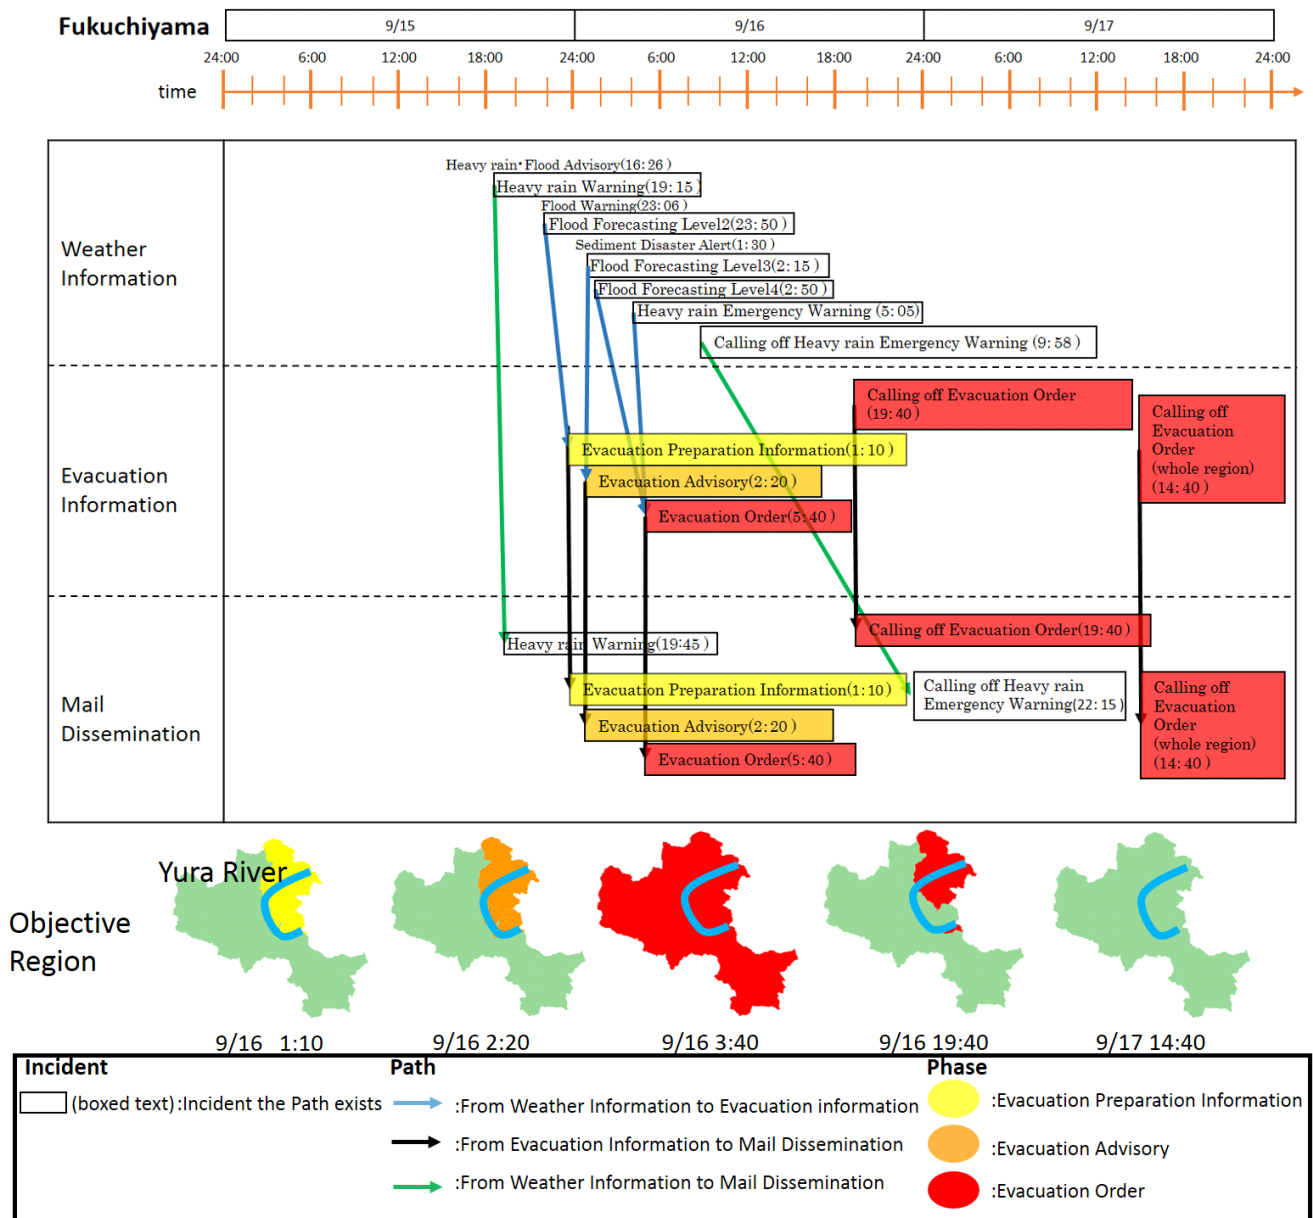 Fukuchiyama
9/15
9/16
9/17
24:00 6:00 12:00 18:00 24:00 6:00 12:00 18:00 24:00 6:00 12:00 18:00 24:00
time
Weather
Information
Heavy rain・Flood Advisory(16:26 )
Heavy rain Warning(19:15 )
Flood Warning(23:06 )
Flood Forecasting Level2(23:50 )
Sediment Disaster Alert(1:30 )
Flood Forecasting Level3(2:15 )
Flood Forecasting Level4(2:50 )
Heavy rain Emergency Warning (5:05)
Calling off Heavy rain Emergency Warning (9:58 )
Evacuation
Information
Calling off Evacuation Order
(19:40 )
Calling off
Evacuation
Order
(whole region)
(14:40 )
Evacuation Preparation Information(1:10 )
Evacuation Advisory(2:20 )
Evacuation Order(5:40 )
Mail
Dissemination
Calling off Evacuation Order(19:40 )
Heavy rain Warning(19:45 )
Evacuation Preparation Information(1:10 )
Calling off Heavy rain
Emergency Warning(22:15 )
Calling off
Evacuation
Order
(whole region)
(14:40 )
Evacuation Advisory(2:20 )
Evacuation Order(5:40 )
Yura River
Objective
Region
9/16 1:10
9/16 2:20
9/16 3:40
9/16 19:40
9/17 14:40
Incident
(boxed text):Incident the Path exists
Path
:From Weather Information to Evacuation information
:From Evacuation Information to Mail Dissemination
:From Weather Information to Mail Dissemination
Phase
:Evacuation Preparation Information
:Evacuation Advisory
:Evacuation Order